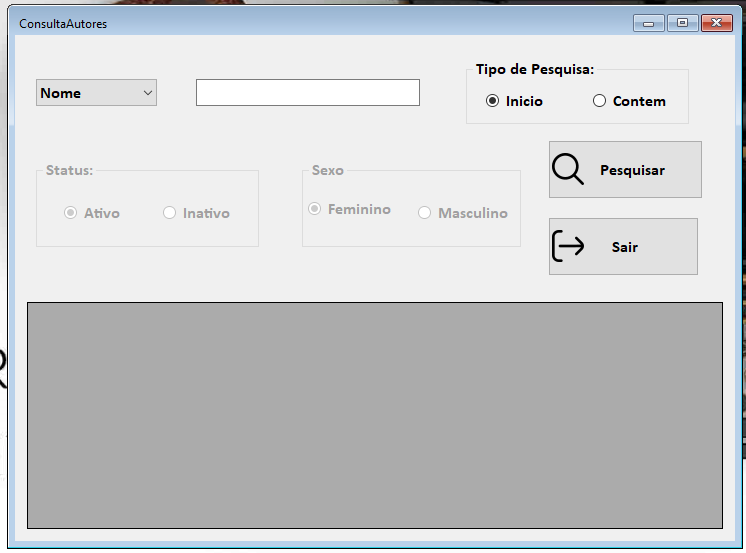 ConsultaAutores
Tipo de Pesquisa:
Nome
Inicio
Contem
Status:
Sexo
Pesquisar
Ativo
Inativo
Feminino
Masculino
Sair